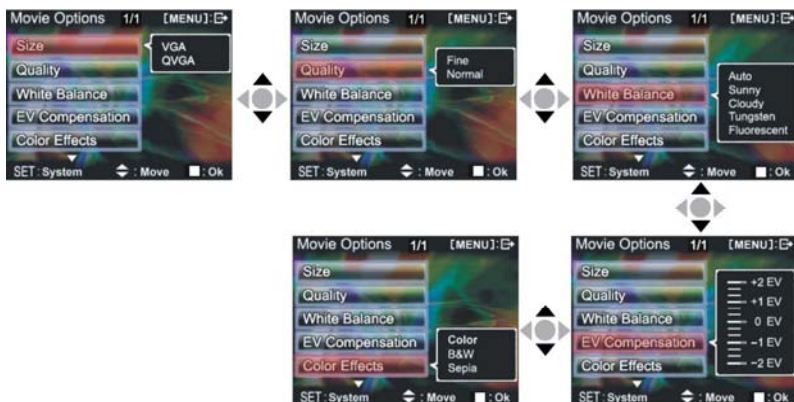 Movie Options 1/1 [MENU]:
Size
Quality
White Balance
EV Compensation
Color Effects
VGA
QVGA
SET : System : Move : Ok
Movie Options 1/1 [MENU]:
Size
Quality
White Balance
EV Compensation
Color Effects
Fine
Normal
SET : System : Move : Ok
Movie Options 1/1 [MENU]:
Size
Quality
White Balance
EV Compensation
Color Effects
Auto
Sunny
Cloudy
Tungsten
Fluorescent
SET : System : Move : Ok
Movie Options 1/1 [MENU]:
Size
Quality
White Balance
EV Compensation
Color Effects
Color
B&W
Sepia
SET : System : Move : Ok
Movie Options 1/1 [MENU]:
Size
Quality
White Balance
EV Compensation
Color Effects
+2 EV
+1 EV
0 EV
−1 EV
−2 EV
SET : System : Move : Ok